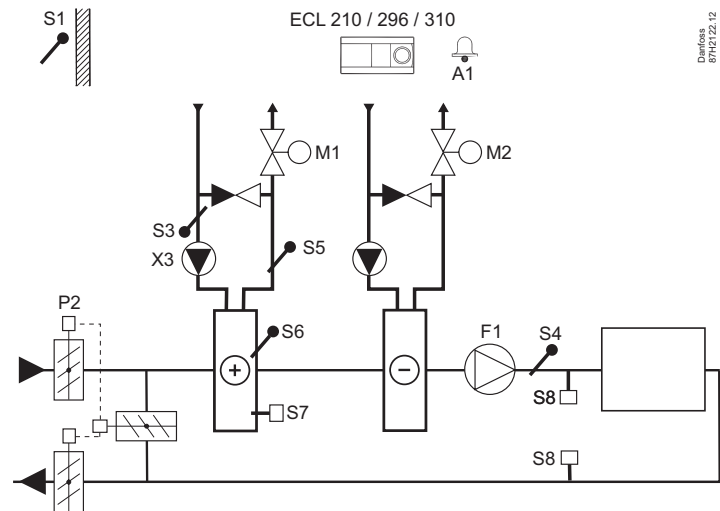 S1
ECL 210 / 296 / 310
A1
Danfoss
87H2122.12
M1
M2
S3
X3
S5
P2
S6
+
S7
−
F1
S4
S8
S8